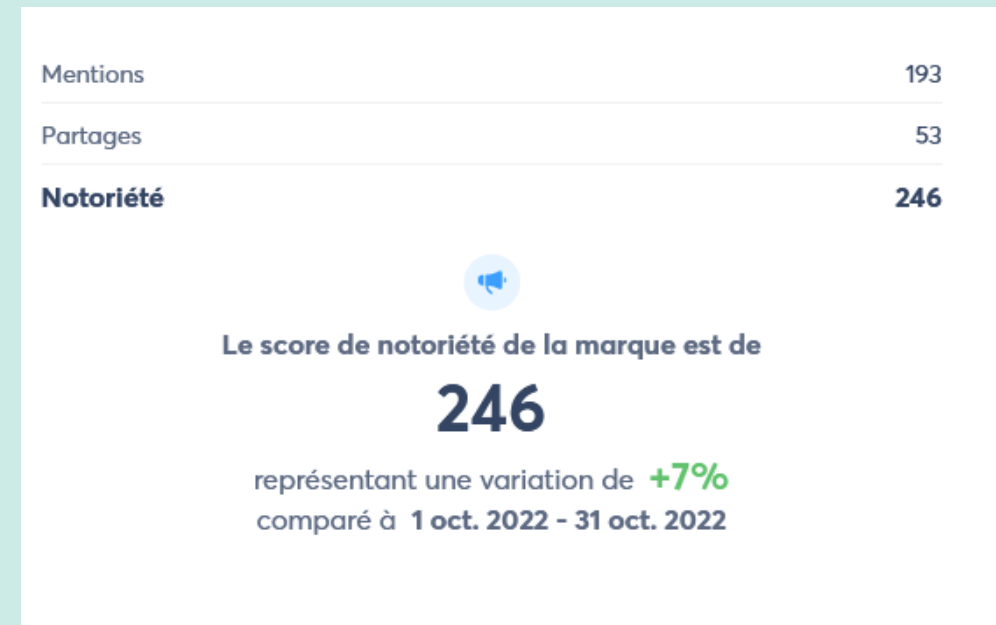 Mentions 193
Partages 53
Notoriété 246
Le score de notoriété de la marque est de
246
représentant une variation de +7%
comparé à 1 oct. 2022 - 31 oct. 2022